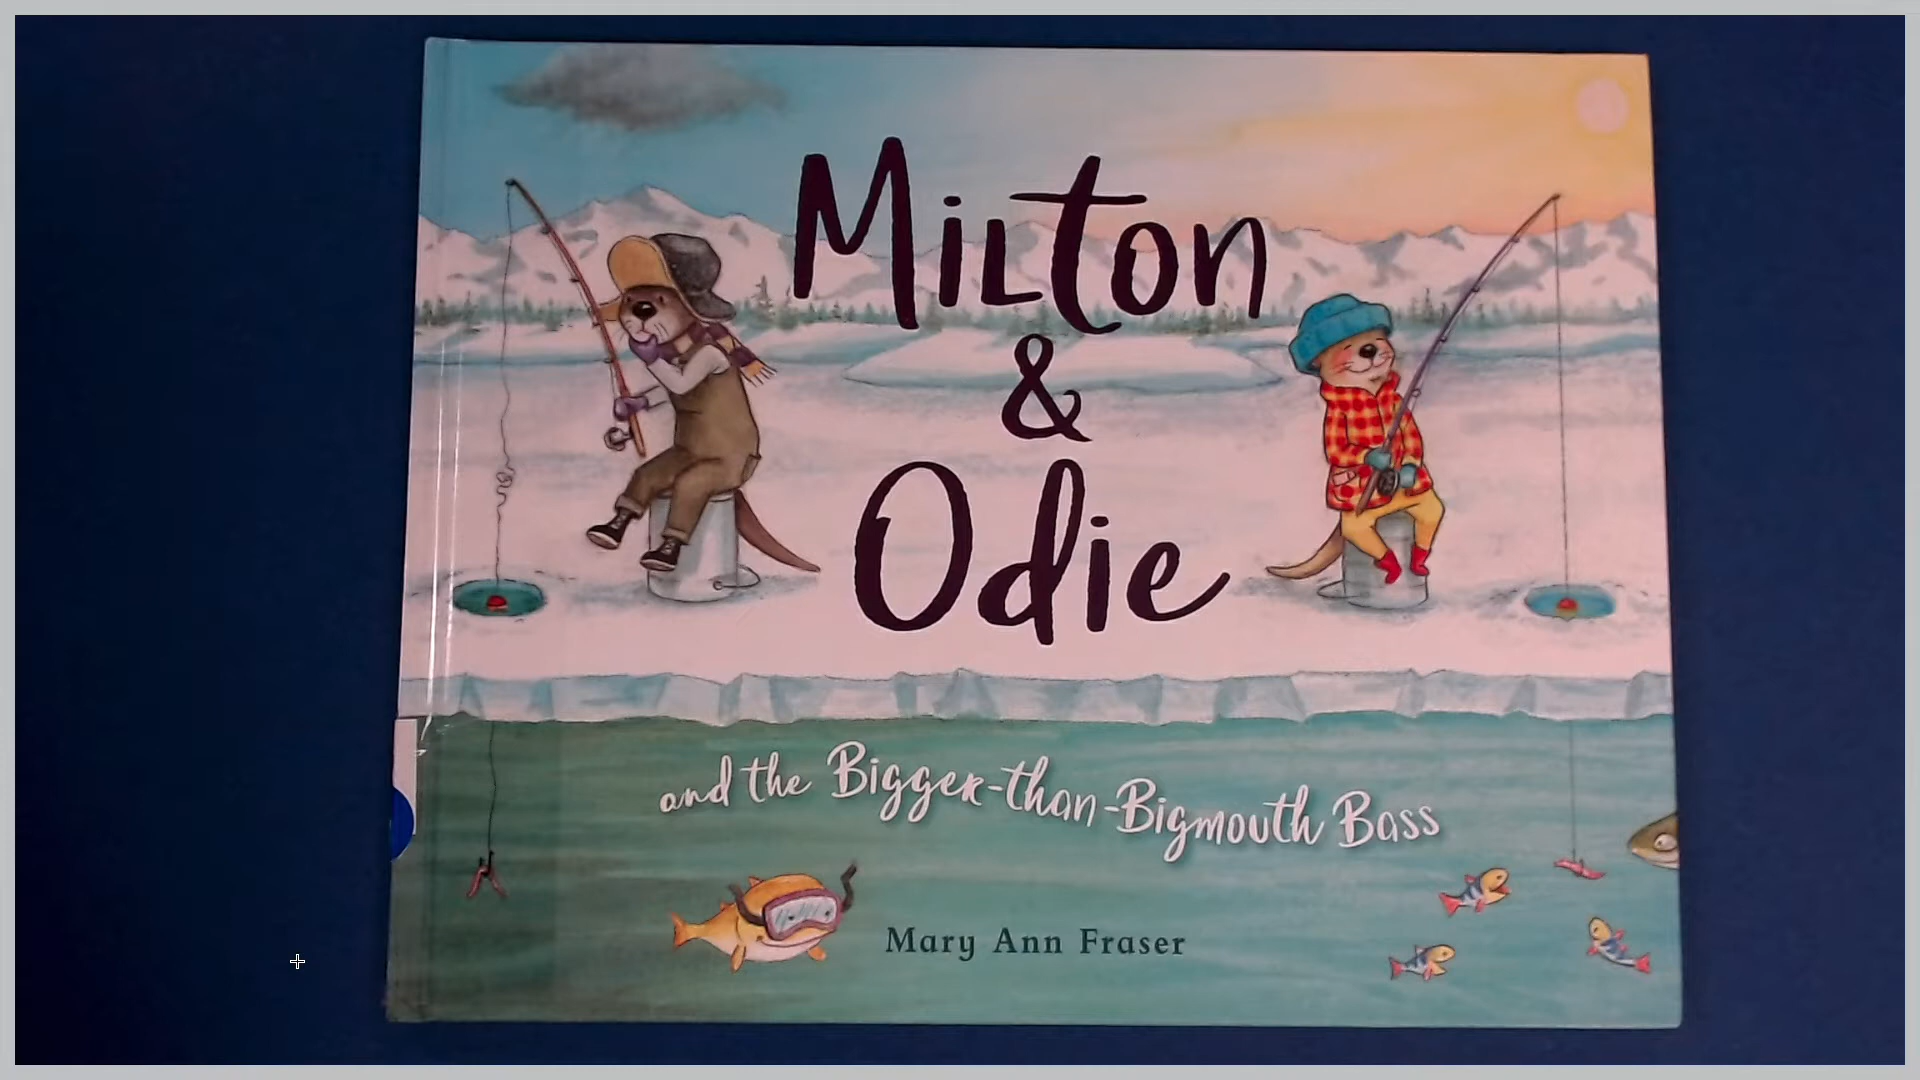 Milton
&
Odie
and the Bigger-than-Bigmouth Bass
Mary Ann Fraser